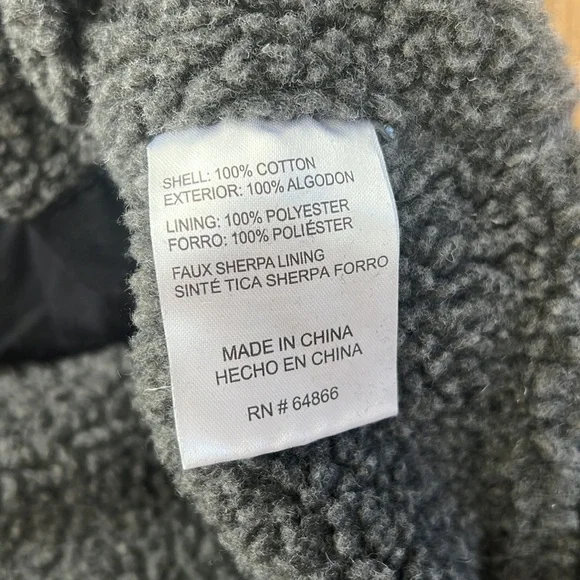 SHELL: 100% COTTON
EXTERIOR: 100% ALGODON
LINING: 100% POLYESTER
FORRO: 100% POLIÉSTER
FAUX SHERPA LINING
SINTÉ TICA SHERPA FORRO
MADE IN CHINA
HECHO EN CHINA
RN # 64866